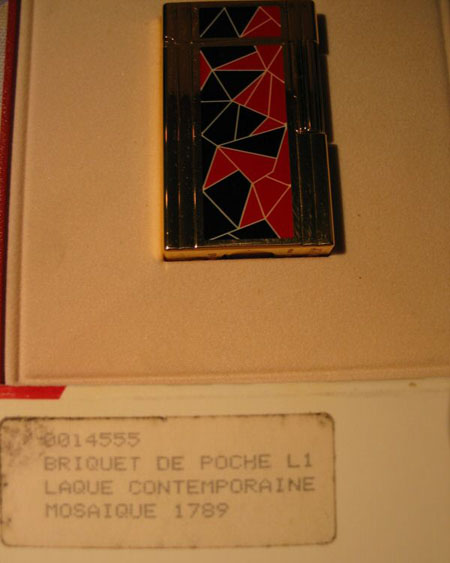 0014555
BRIQUET DE POCHE L1
LAQUE CONTEMPORAINE
MOSAIQUE 1789